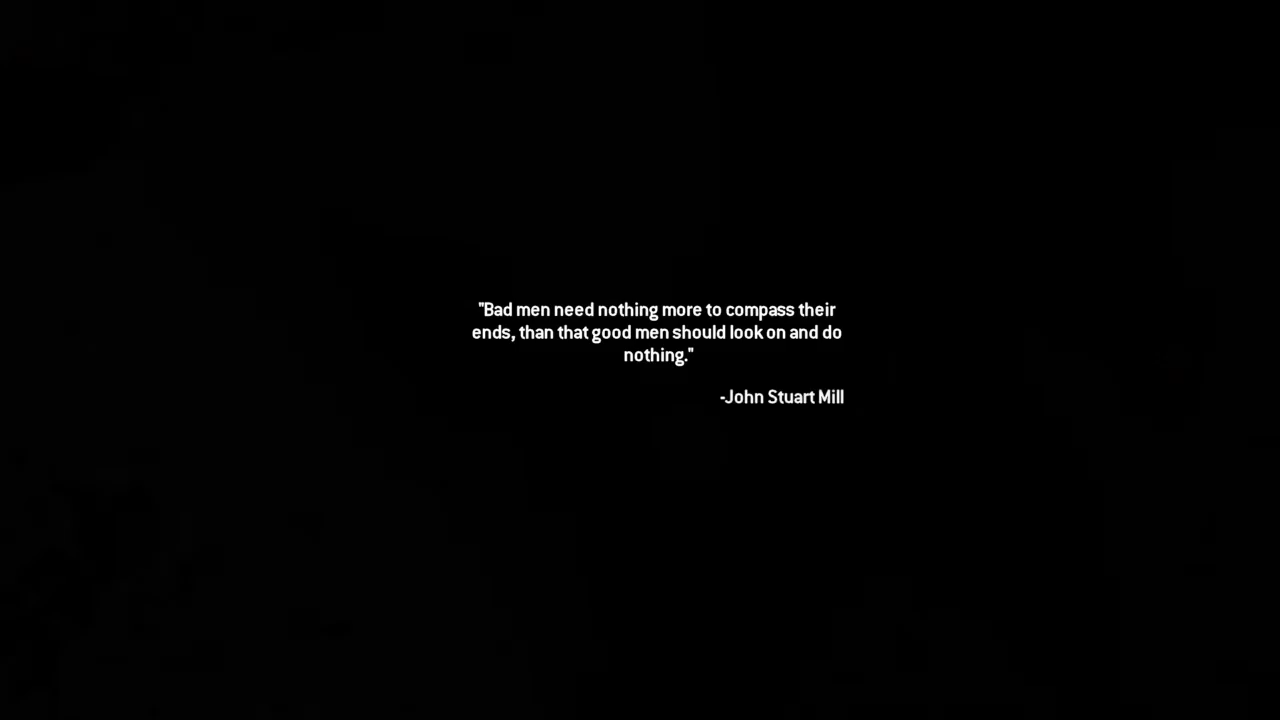 "Bad men need nothing more to compass their
ends, than that good men should look on and do
nothing."
-John Stuart Mill